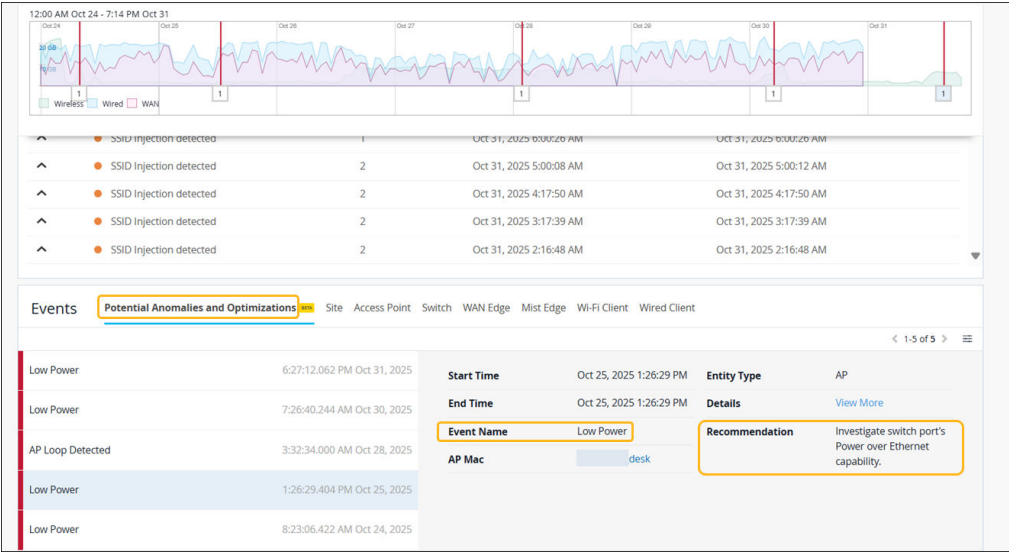 12:00 AM Oct 24 - 7:14 PM Oct 31
Oct 24 Oct 25 Oct 26 Oct 27 Oct 28 Oct 29 Oct 30 Oct 31
20 GB
1 1 1 1 1
Wireless Wired WAN
SSID Injection detected 1 Oct 31, 2025 6:00:26 AM Oct 31, 2025 6:00:26 AM
SSID Injection detected 2 Oct 31, 2025 5:00:08 AM Oct 31, 2025 5:00:12 AM
SSID Injection detected 2 Oct 31, 2025 4:17:50 AM Oct 31, 2025 4:17:50 AM
SSID Injection detected 2 Oct 31, 2025 3:17:39 AM Oct 31, 2025 3:17:39 AM
SSID Injection detected 2 Oct 31, 2025 2:16:48 AM Oct 31, 2025 2:16:48 AM
Events Potential Anomalies and Optimizations BETA Site Access Point Switch WAN Edge Mist Edge Wi-Fi Client Wired Client
< 1-5 of 5 >
Low Power 6:27:12.062 PM Oct 31, 2025
Low Power 7:26:40.244 AM Oct 30, 2025
AP Loop Detected 3:32:34.000 AM Oct 28, 2025
Low Power 1:26:29.404 PM Oct 25, 2025
Low Power 8:23:06.422 AM Oct 24, 2025
Start Time Oct 25, 2025 1:26:29 PM
End Time Oct 25, 2025 1:26:29 PM
Event Name Low Power
AP Mac desk
Entity Type AP
Details View More
Recommendation Investigate switch port's
Power over Ethernet
capability.